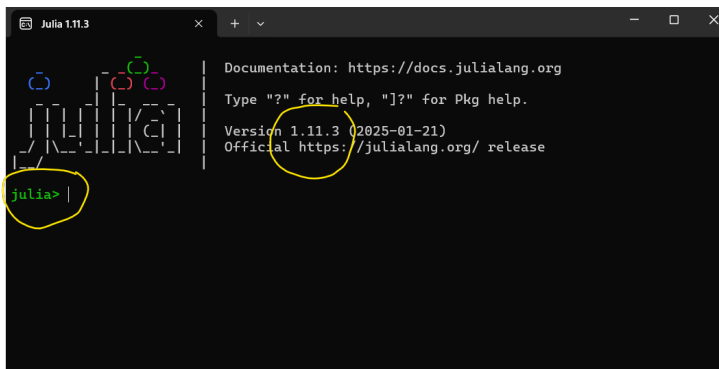 Julia 1.11.3
Documentation: https://docs.julialang.org
Type "?" for help, "]?" for Pkg help.
Version 1.11.3 (2025-01-21)
Official https://julialang.org/ release
julia>